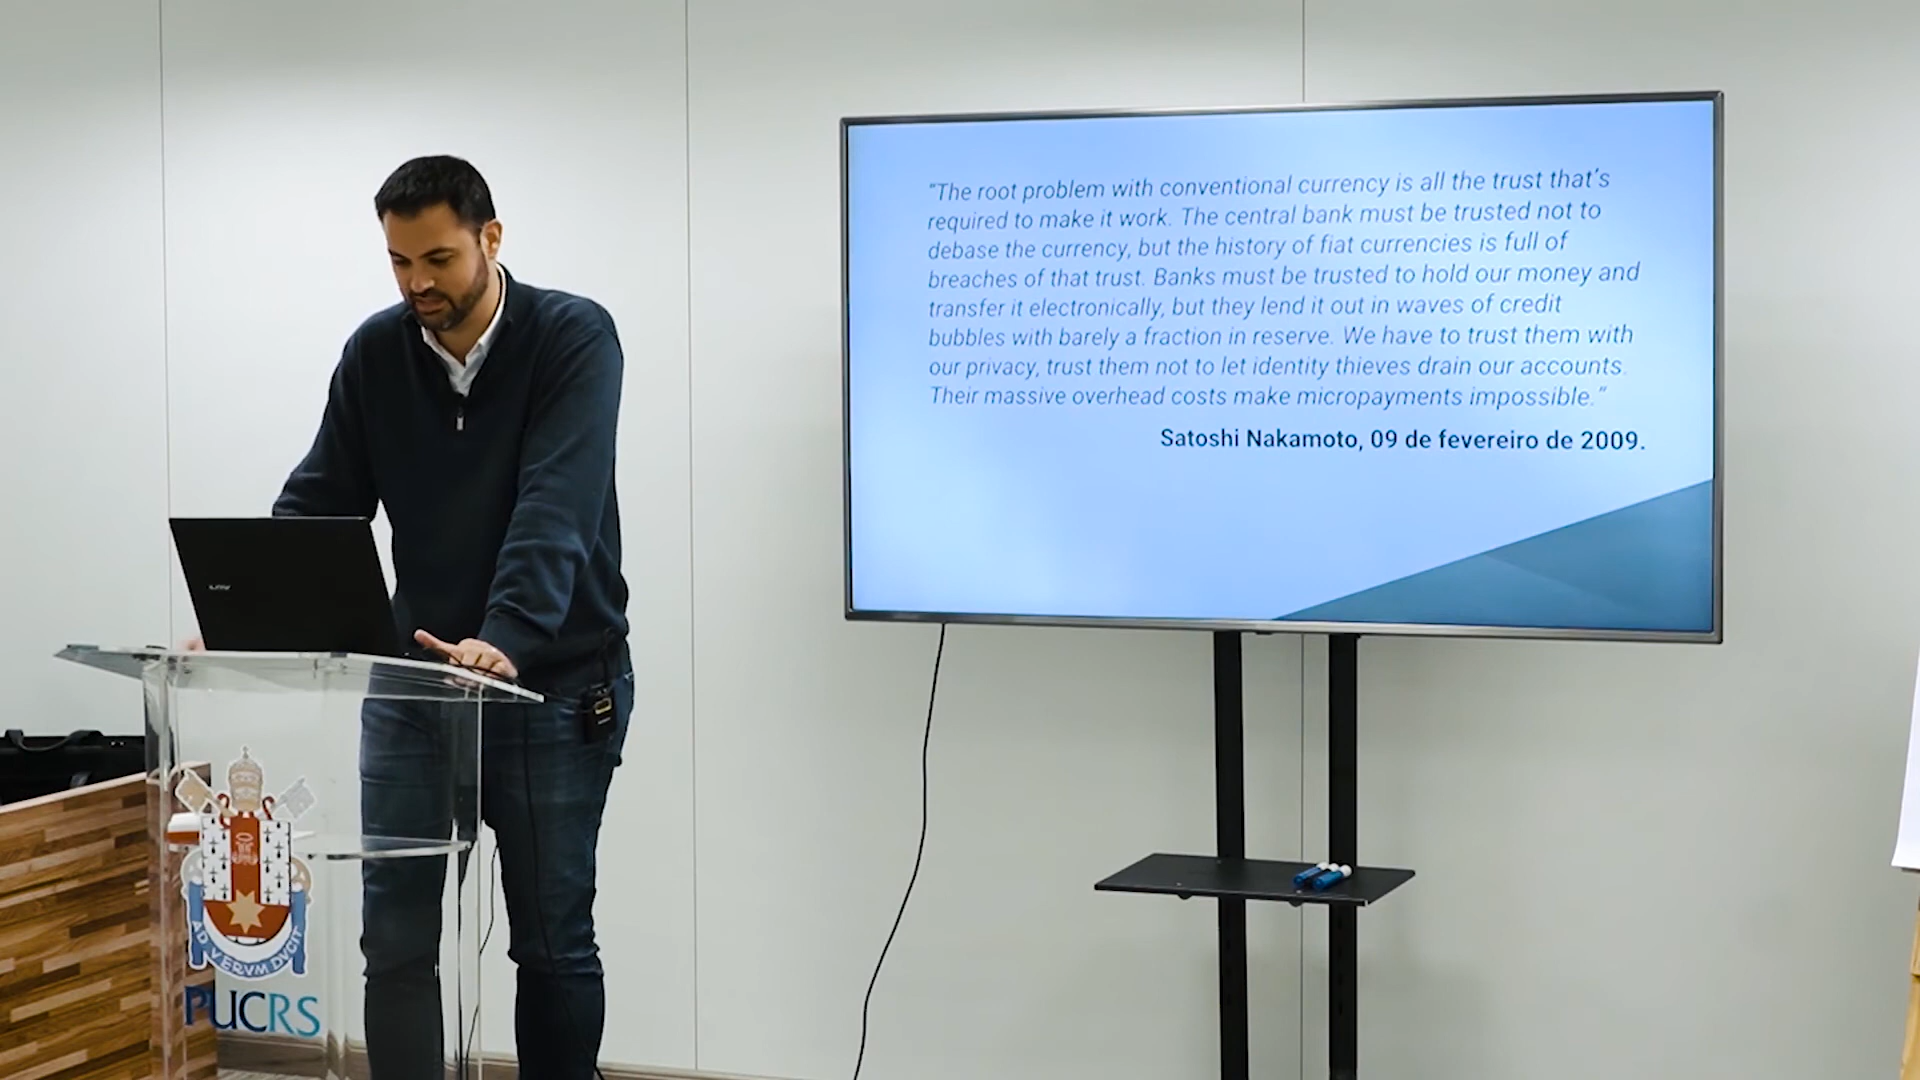 “The root problem with conventional currency is all the trust that’s
required to make it work. The central bank must be trusted not to
debase the currency, but the history of fiat currencies is full of
breaches of that trust. Banks must be trusted to hold our money and
transfer it electronically, but they lend it out in waves of credit
bubbles with barely a fraction in reserve. We have to trust them with
our privacy, trust them not to let identity thieves drain our accounts.
Their massive overhead costs make micropayments impossible.”
Satoshi Nakamoto, 09 de fevereiro de 2009.
AD VERVM DVCIT
PUCRS